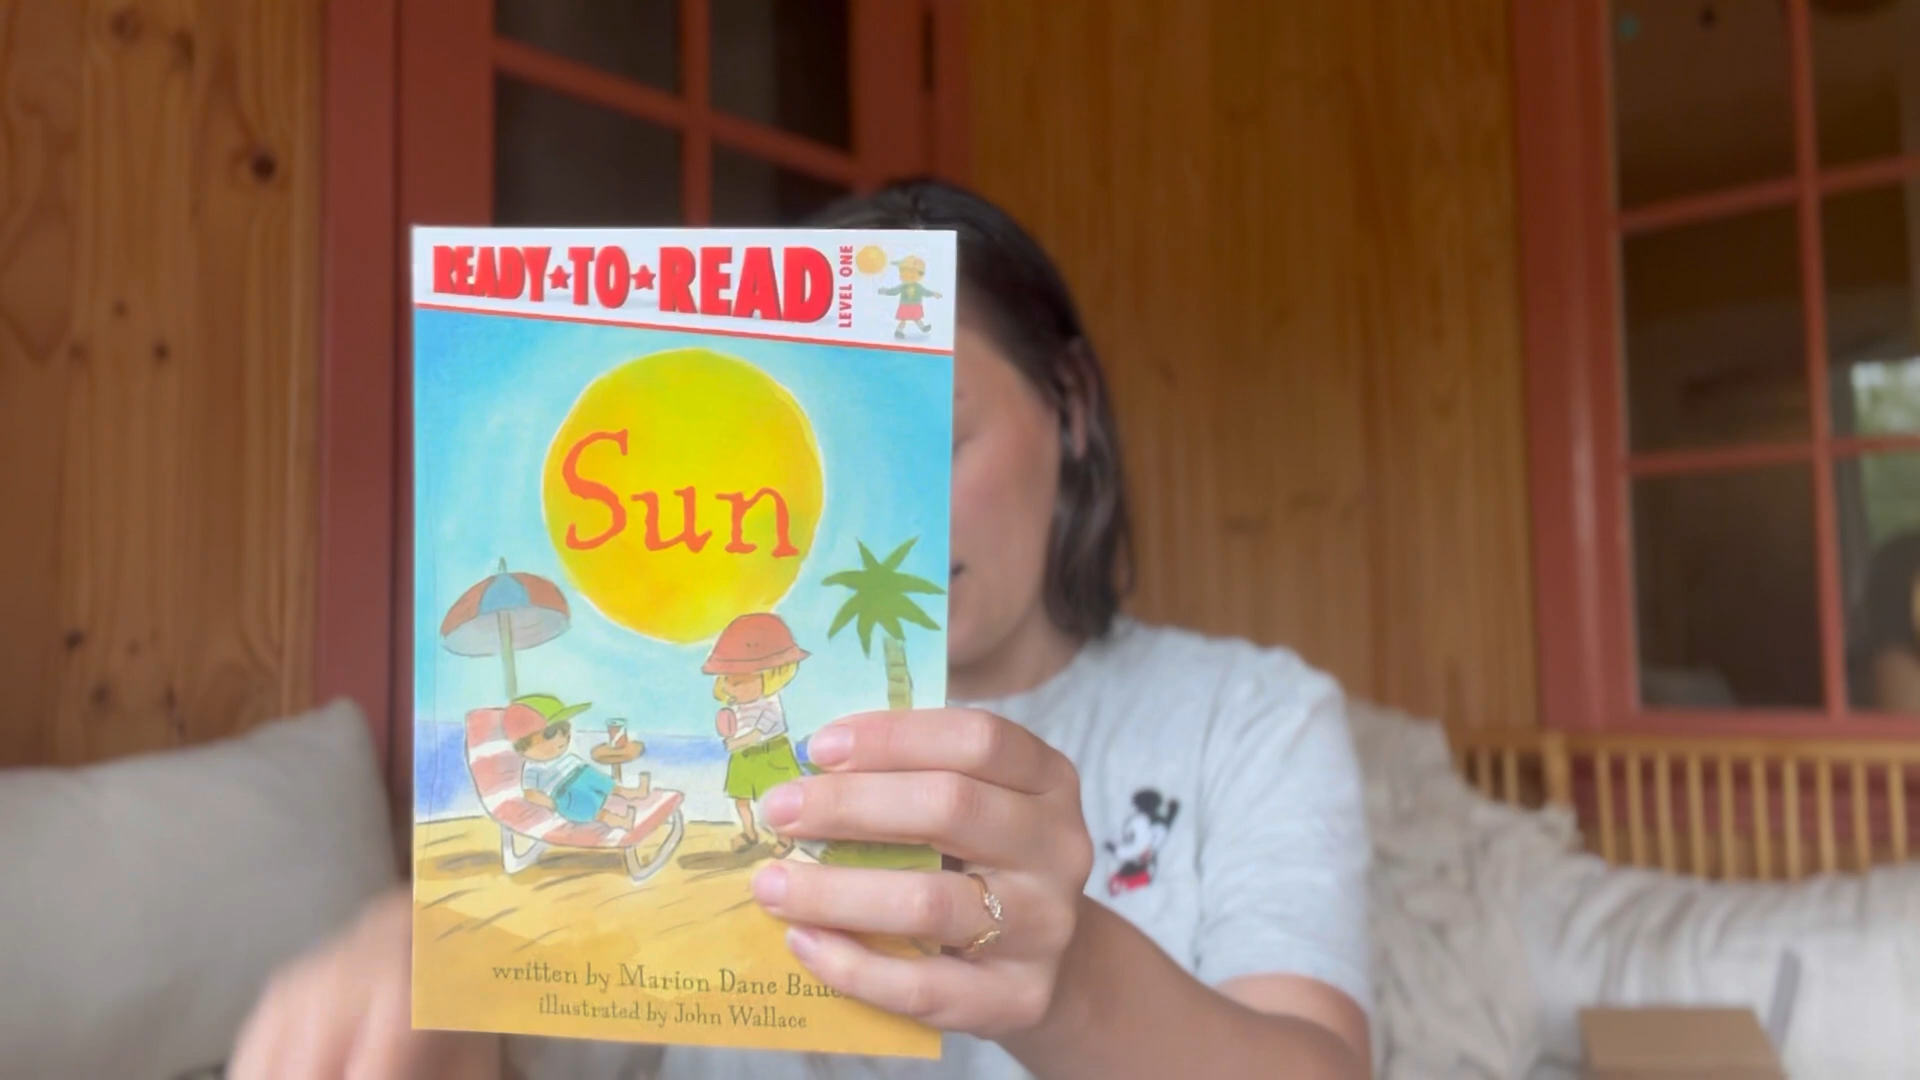 READY★TO★READ
LEVEL ONE
Sun
written by Marion Dane
illustrated by John Wallace